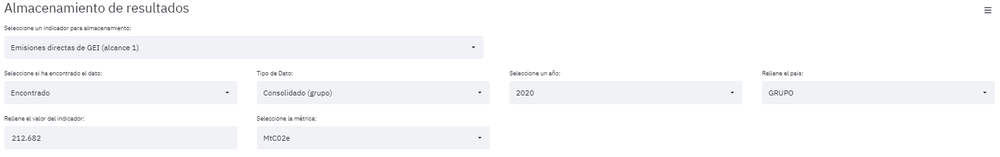 Almacenamiento de resultados
Seleccione un indicador para almacenamiento:
Emisiones directas de GEI (alcance 1)
Seleccione si ha encontrado el dato:
Tipo de Dato:
Seleccione un año:
Rellene el pais:
Encontrado
Consolidado (grupo)
2020
GRUPO
Rellene el valor del indicador:
Seleccione la métrica:
212.682
MtC02e